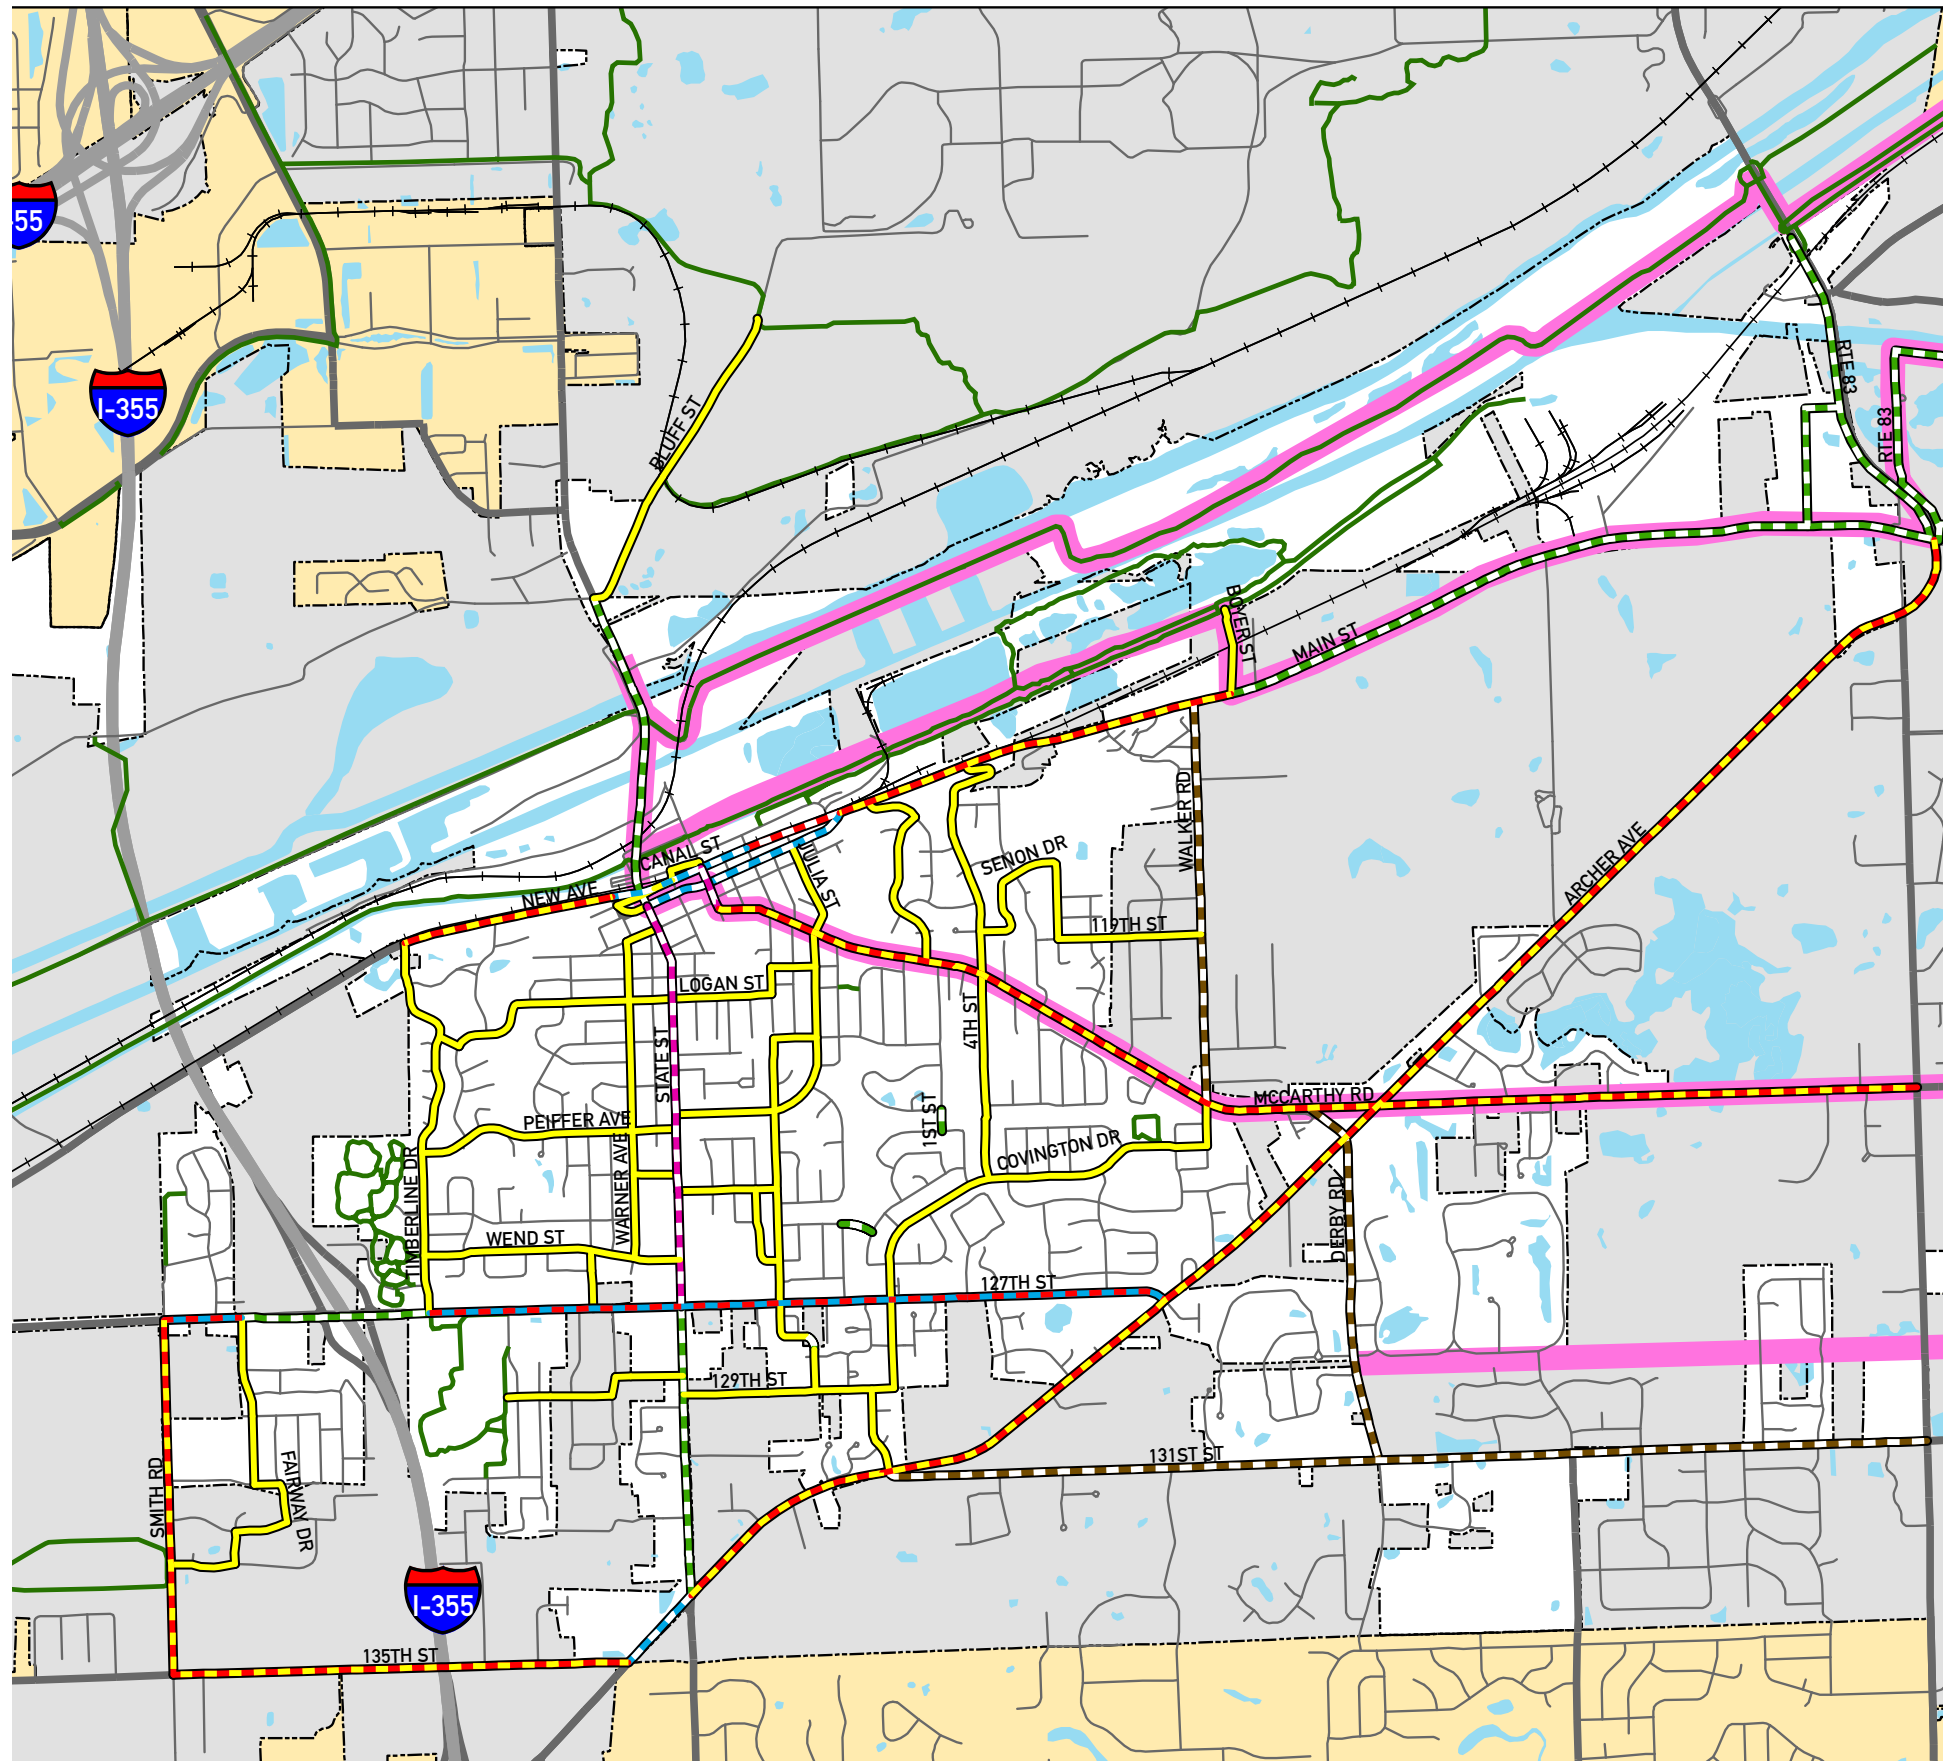 -55
I-355
BLUFF ST
RTE 83
RTE 83
BOYER ST
MAIN ST
WALKER RD
CANAL ST
JULIA ST
SENON DR
ARCHER AVE
NEW AVE
119TH ST
LOGAN ST
4TH ST
STATE ST
MCCARTHY RD
PEIFFER AVE
1ST ST
COVINGTON DR
TIMBERLINE DR
WARNER AVE
DERBY RD
WEND ST
127TH ST
129TH ST
131ST ST
SMITH RD
FAIRWAY DR
I-355
135TH ST